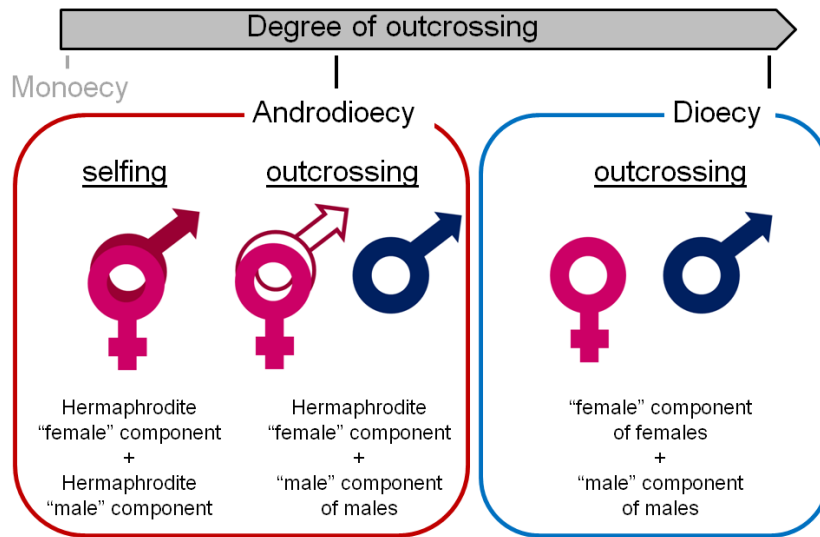 Degree of outcrossing
Monoecy
Androdioecy
Dioecy
selfing
outcrossing
outcrossing
Hermaphrodite
“female” component
+
Hermaphrodite
“male” component
Hermaphrodite
“female” component
+
“male” component
of males
“female” component
of females
+
“male” component
of males